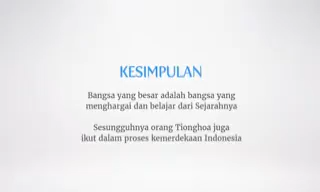 KESIMPULAN
Bangsa yang besar adalah bangsa yang
menghargai dan belajar dari Sejarahnya
Sesungguhnya orang Tionghoa juga
ikut dalam proses kemerdekaan Indonesia